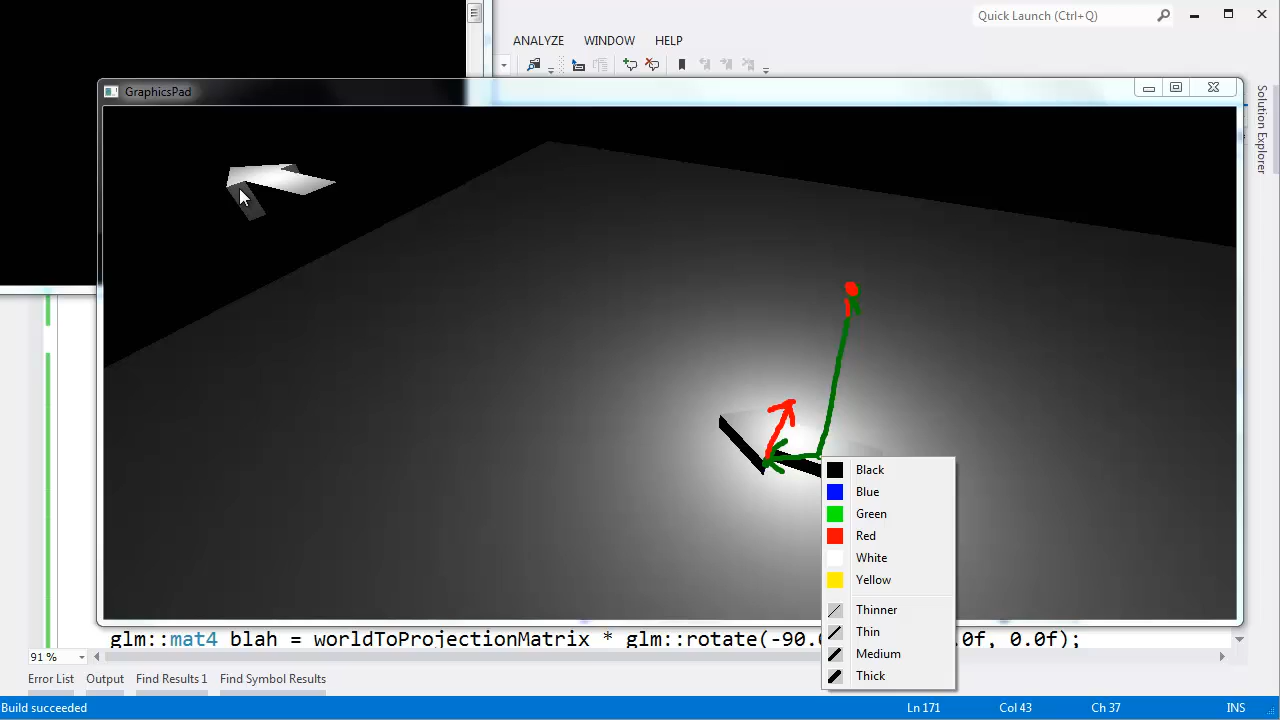 Quick Launch (Ctrl+Q)
ANALYZE WINDOW HELP
GraphicsPad
Solution Explorer
Black
Blue
Green
Red
White
Yellow
Thinner
Thin
Medium
Thick
glm::mat4 blah = worldToProjectionMatrix * glm::rotate(-90. 0f, 0.0f);
91 %
Error List Output Find Results 1 Find Symbol Results
Build succeeded Ln 171 Col 43 Ch 37 INS